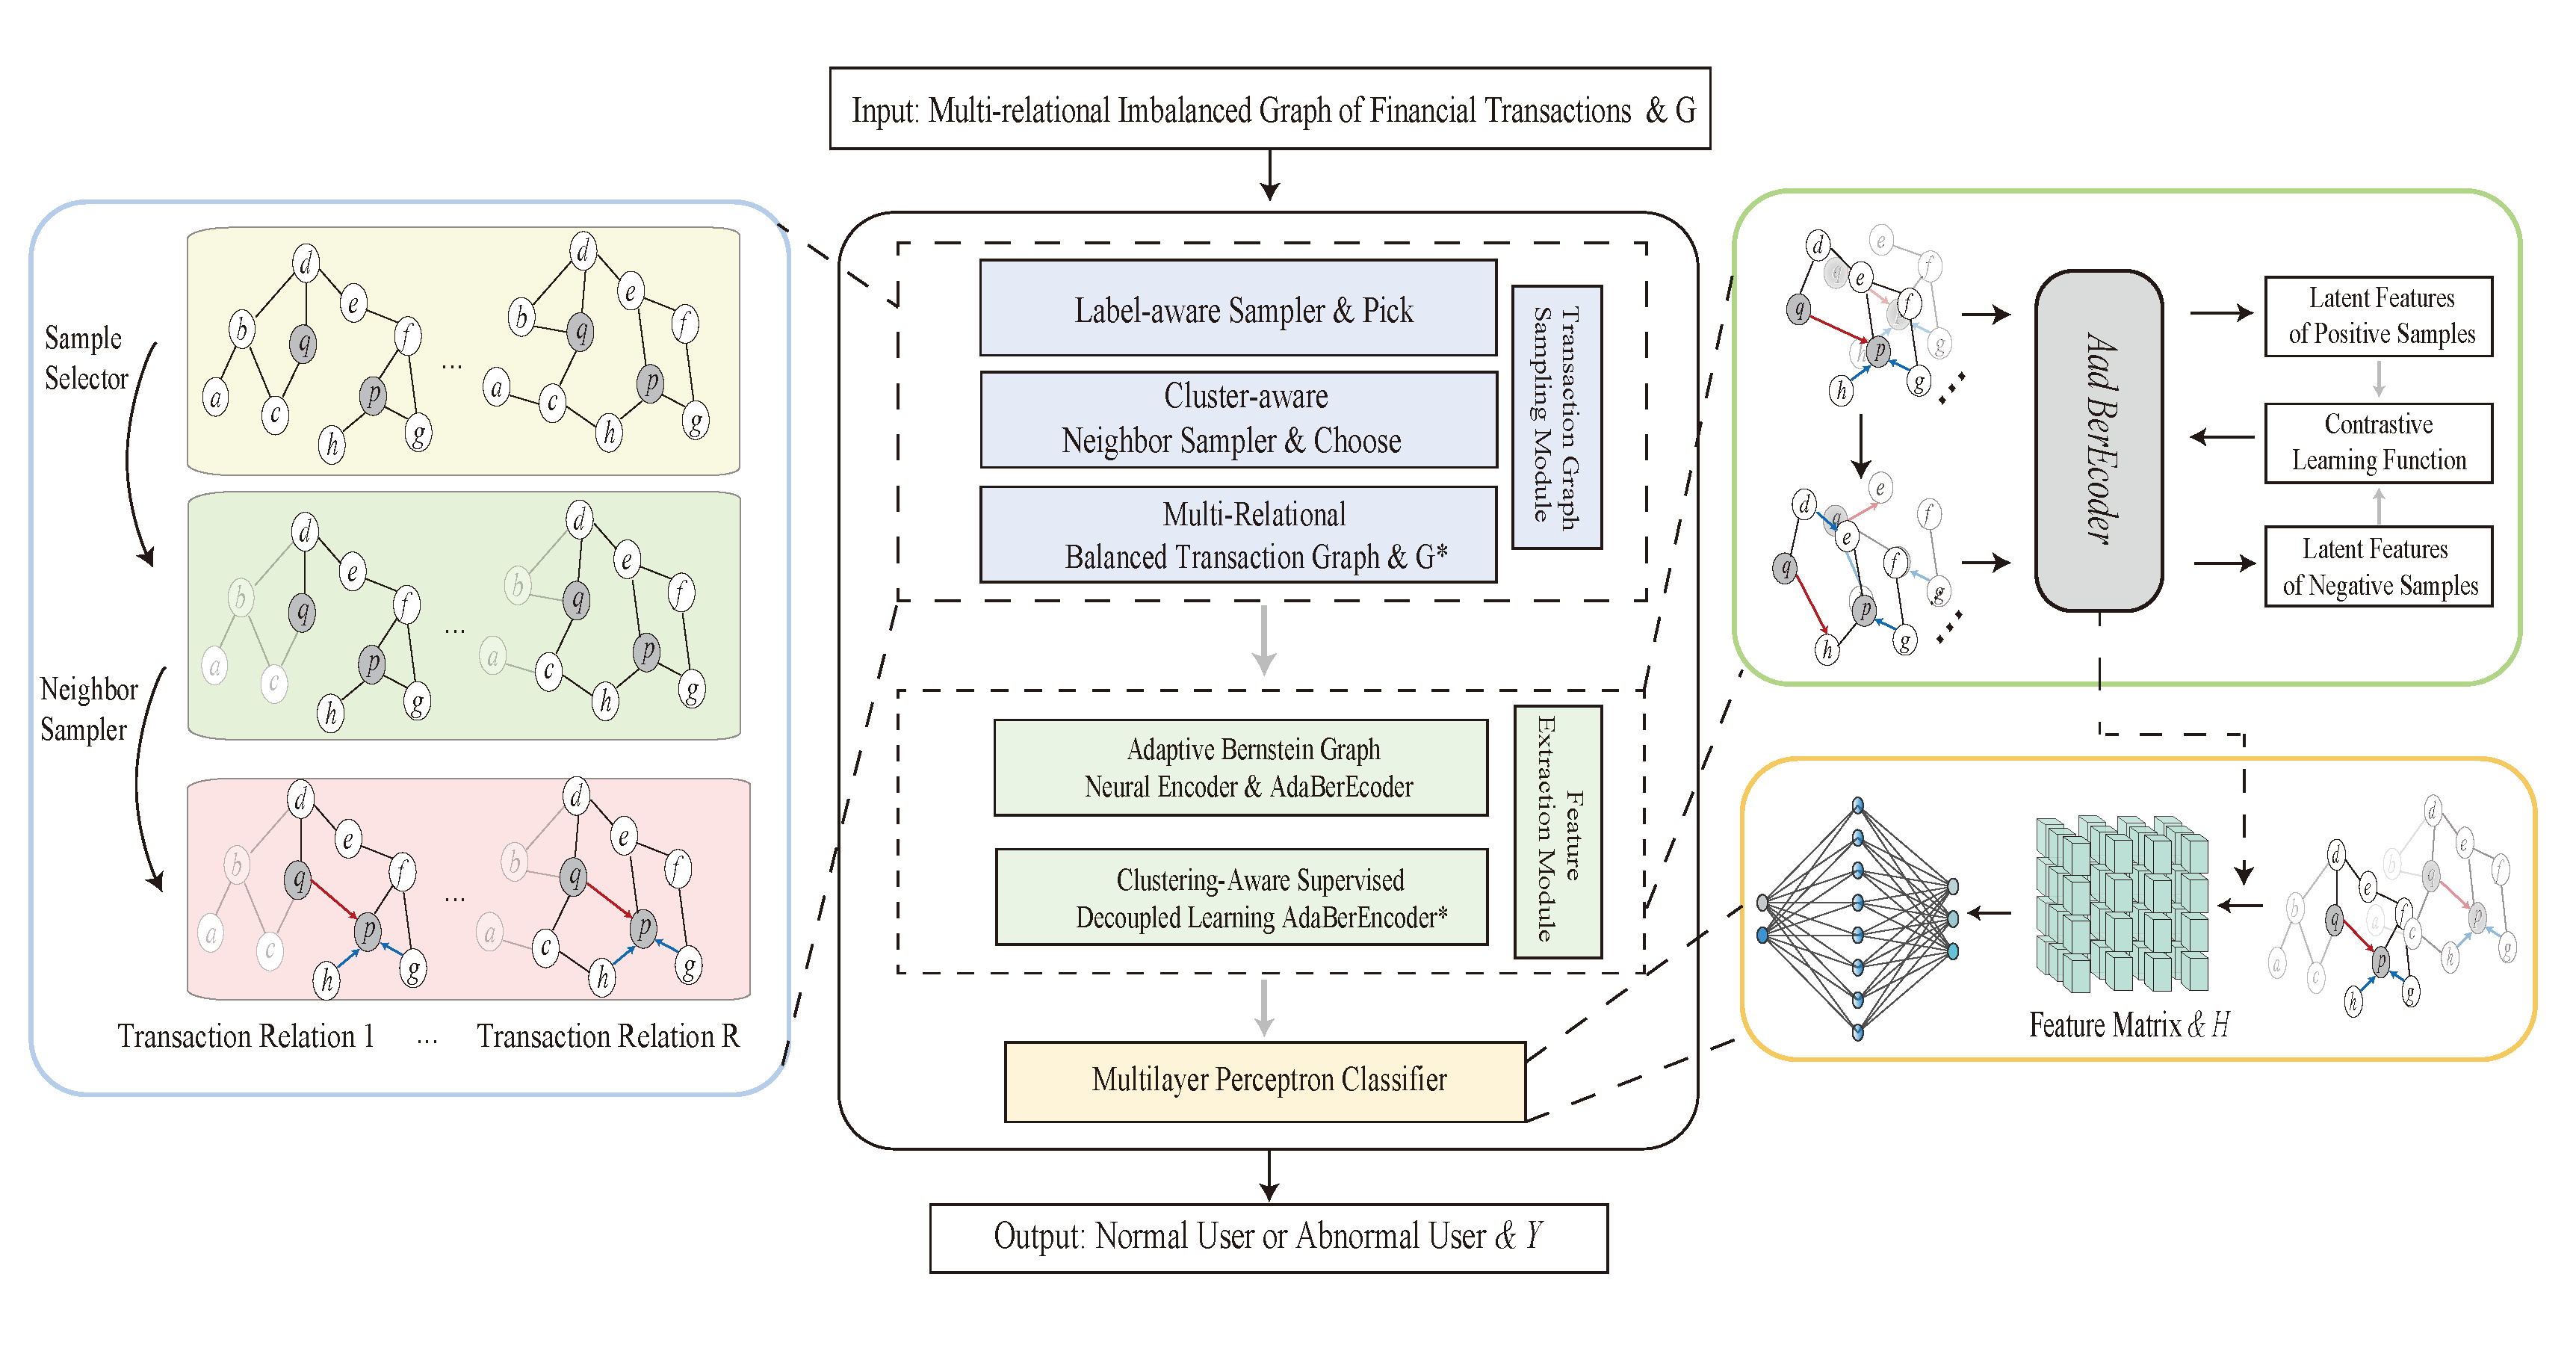 Input: Multi-relational Imbalanced Graph of Financial Transactions & G
Sample
Selector
Neighbor
Sampler
d
e
b
q
f
a
c
p
h
g
...
d
e
b
q
f
a
c
p
h
g
d
e
b
q
f
a
c
p
h
g
...
d
e
b
q
f
a
c
p
h
g
d
e
b
q
f
a
c
p
h
g
...
d
e
b
q
f
a
c
p
h
g
Transaction Relation 1 ... Transaction Relation R
Label-aware Sampler & Pick
Cluster-aware
Neighbor Sampler & Choose
Multi-Relational
Balanced Transaction Graph & G*
Transaction Graph
Sampling Module
Adaptive Bernstein Graph
Neural Encoder & AdaBerEcoder
Clustering-Aware Supervised
Decoupled Learning AdaBerEncoder*
Feature
Extraction Module
Multilayer Perceptron Classifier
Output: Normal User or Abnormal User & Y
d
e
q
e
f
f
q
p
h
g
h
g
d
e
q
e
f
f
q
p
h
g
g
Aad BerEcoder
Latent Features
of Positive Samples
Contrastive
Learning Function
Latent Features
of Negative Samples
Feature Matrix & H
d
e
b
q
f
a
c
p
h
g
d
e
b
q
f
a
c
p
h
g